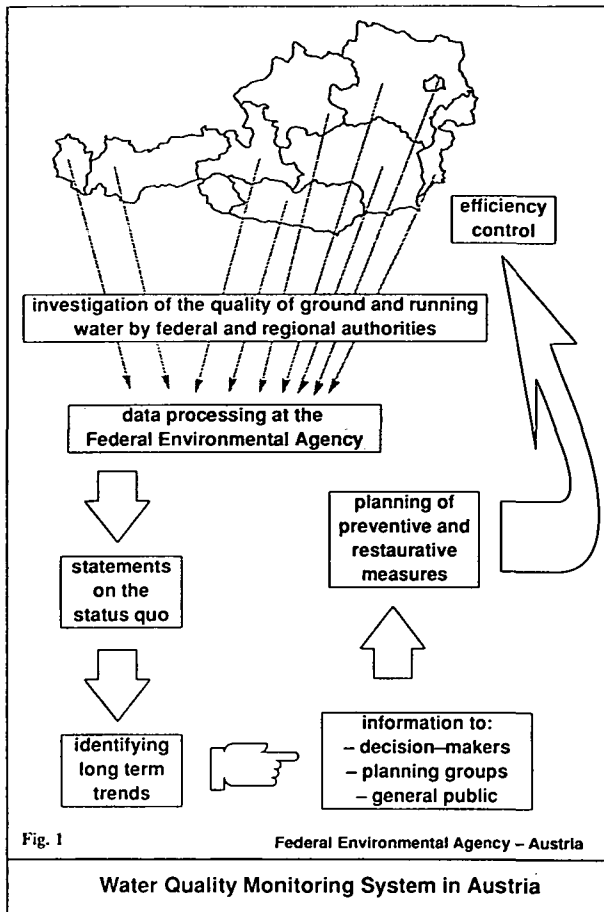 efficiency
control
investigation of the quality of ground and running
water by federal and regional authorities
data processing at the
Federal Environmental Agency
statements
on the
status quo
identifying
long term
trends
information to:
– decision–makers
– planning groups
– general public
planning of
preventive and
restaurative
measures
Fig. 1
Federal Environmental Agency – Austria
Water Quality Monitoring System in Austria